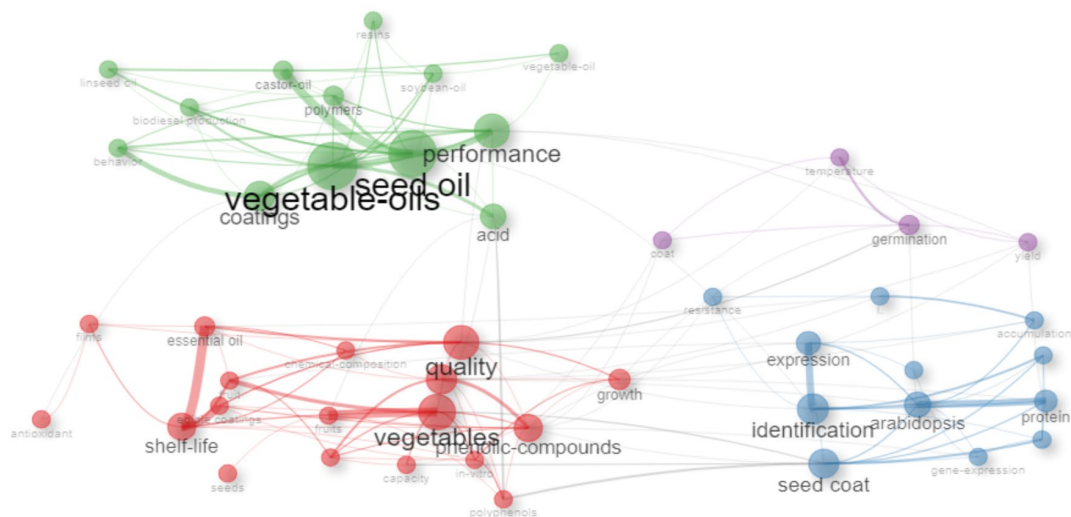 resins
vegetable-oil
linseed oil
castor-oil
soybean-oil
polymers
biodiesel production
behavior
performance
seed oil
vegetable-oils
coatings
acid
temperature
germination
coat
yield
resistance
accumulation
films
essential oil
chemical-composition
quality
expression
fruit
growth
coatings
antioxidant
fruits
shelf-life
vegetables
phenolic-compounds
identification
arabidopsis
protein
seeds
capacity
in-vitro
seed coat
gene-expression
polyphenols